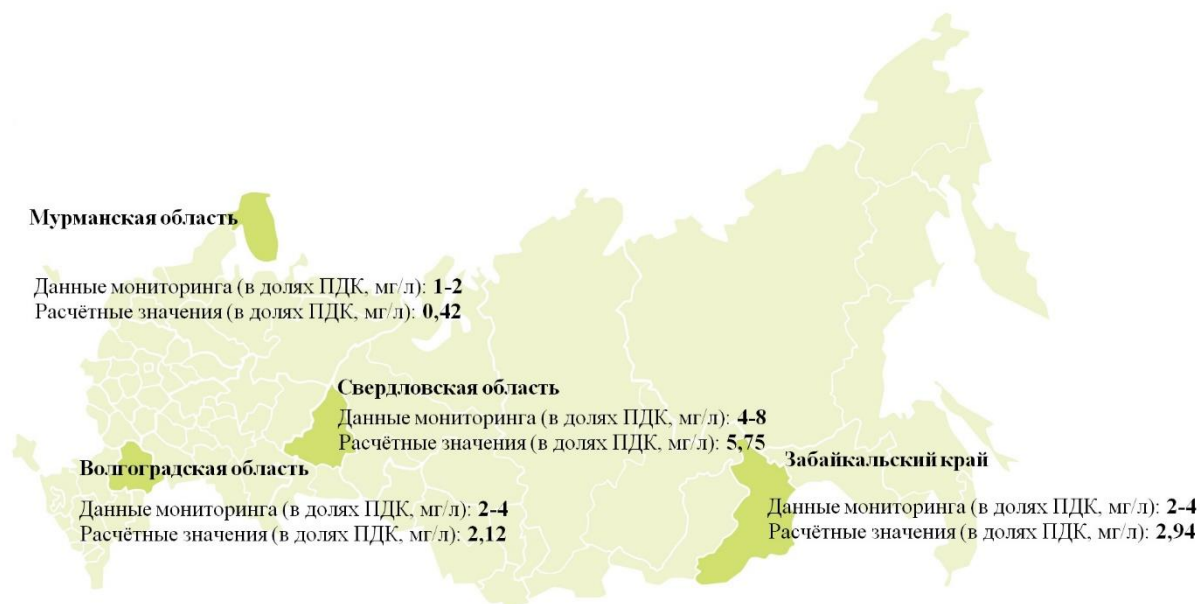 Мурманская область
Данные мониторинга (в долях ПДК, мг/л): 1-2
Расчётные значения (в долях ПДК, мг/л): 0,42
Свердловская область
Данные мониторинга (в долях ПДК, мг/л): 4-8
Расчётные значения (в долях ПДК, мг/л): 5,75
Волгоградская область
Данные мониторинга (в долях ПДК, мг/л): 2-4
Расчётные значения (в долях ПДК, мг/л): 2,12
Забайкальский край
Данные мониторинга (в долях ПДК, мг/л): 2-4
Расчётные значения (в долях ПДК, мг/л): 2,94